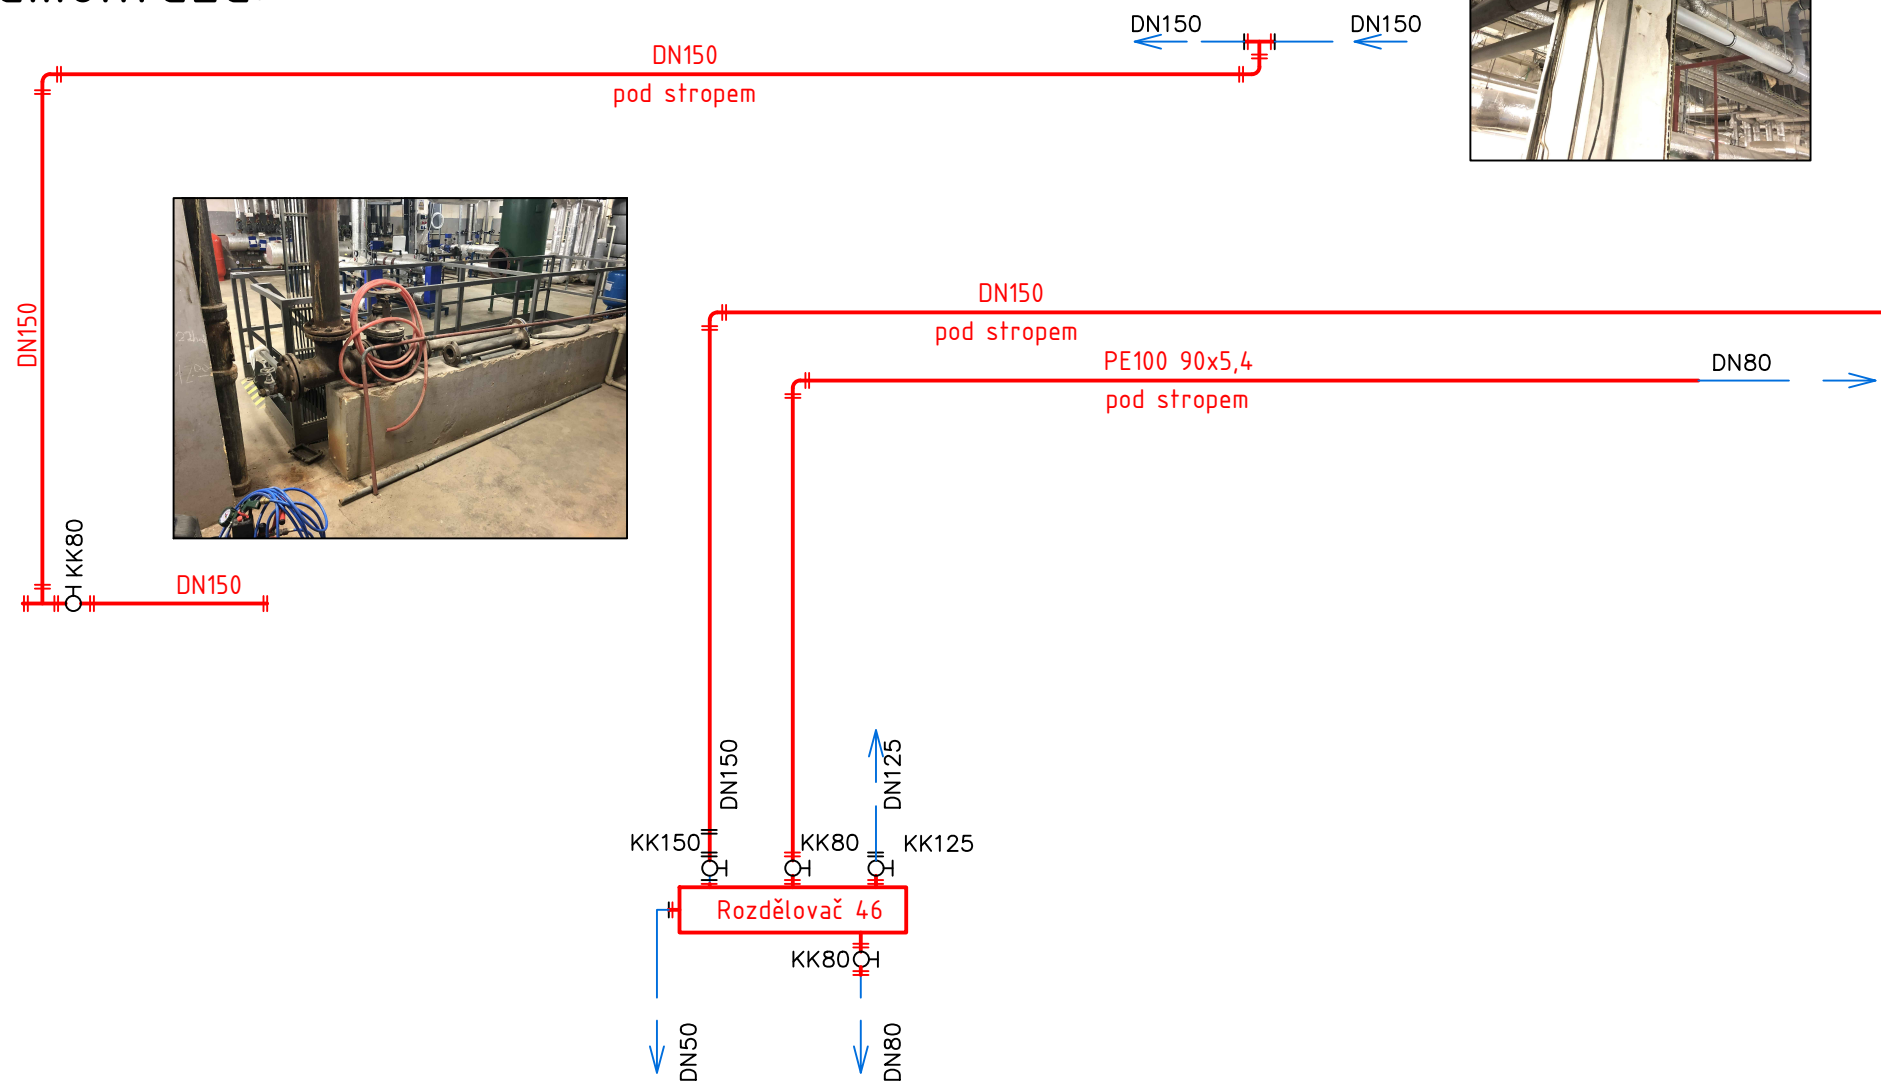 DN150
DN150
DN150
pod stropem
DN150
DN150
pod stropem
PE100 90x5,4
DN80
pod stropem
KK80
DN150
DN150
DN125
KK150
KK80
KK125
Rozdělovač 46
KK80
DN50
DN80